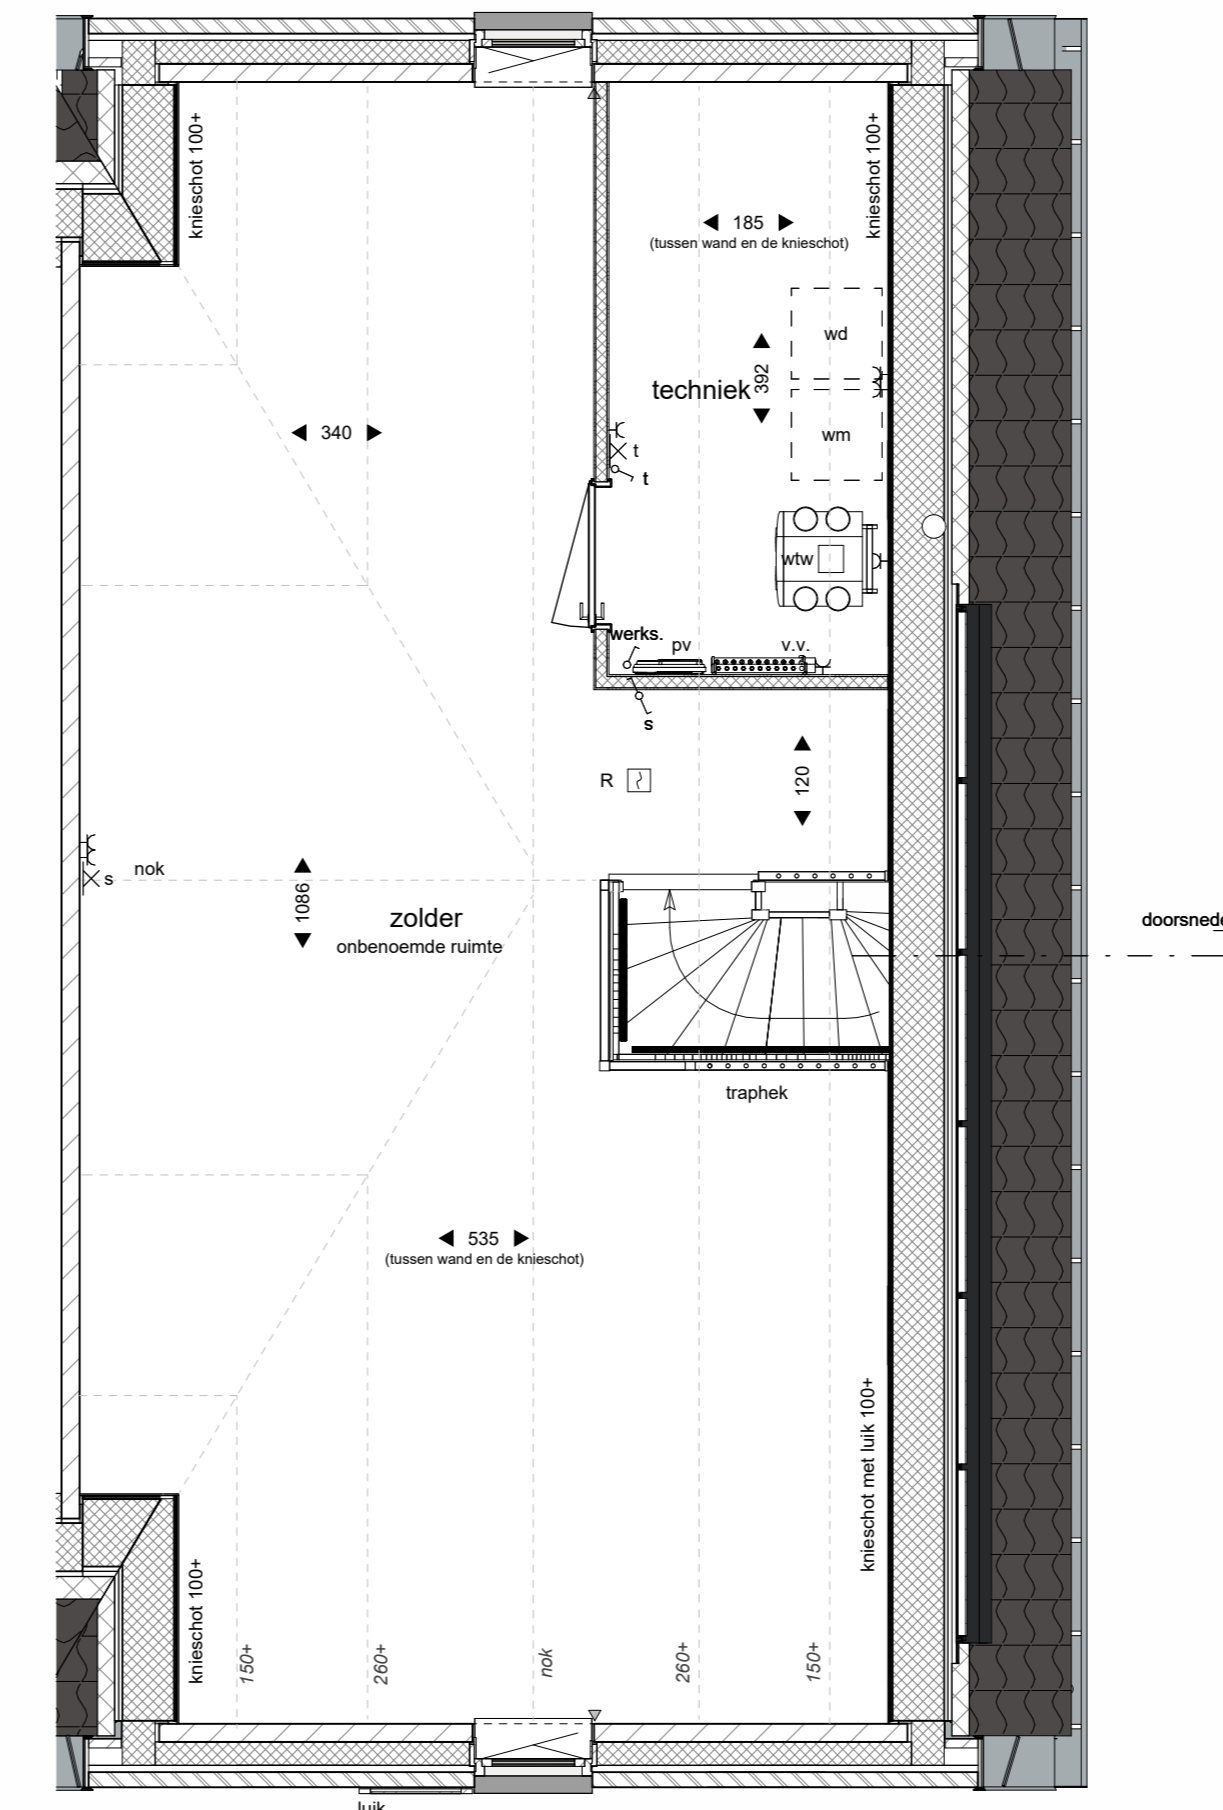 knieschot 100+
knieschot 100+
185
(tussen wand en de knieschot)
wd
techniek
392
340
wm
t
t
wtw
werks.
pv
v.v.
s
R
120
nok
s
1086
zolder
onbenoemde ruimte
doorsnede
traphek
535
(tussen wand en de knieschot)
knieschot met luik 100+
knieschot 100+
150+
260+
nok
260+
150+
luik